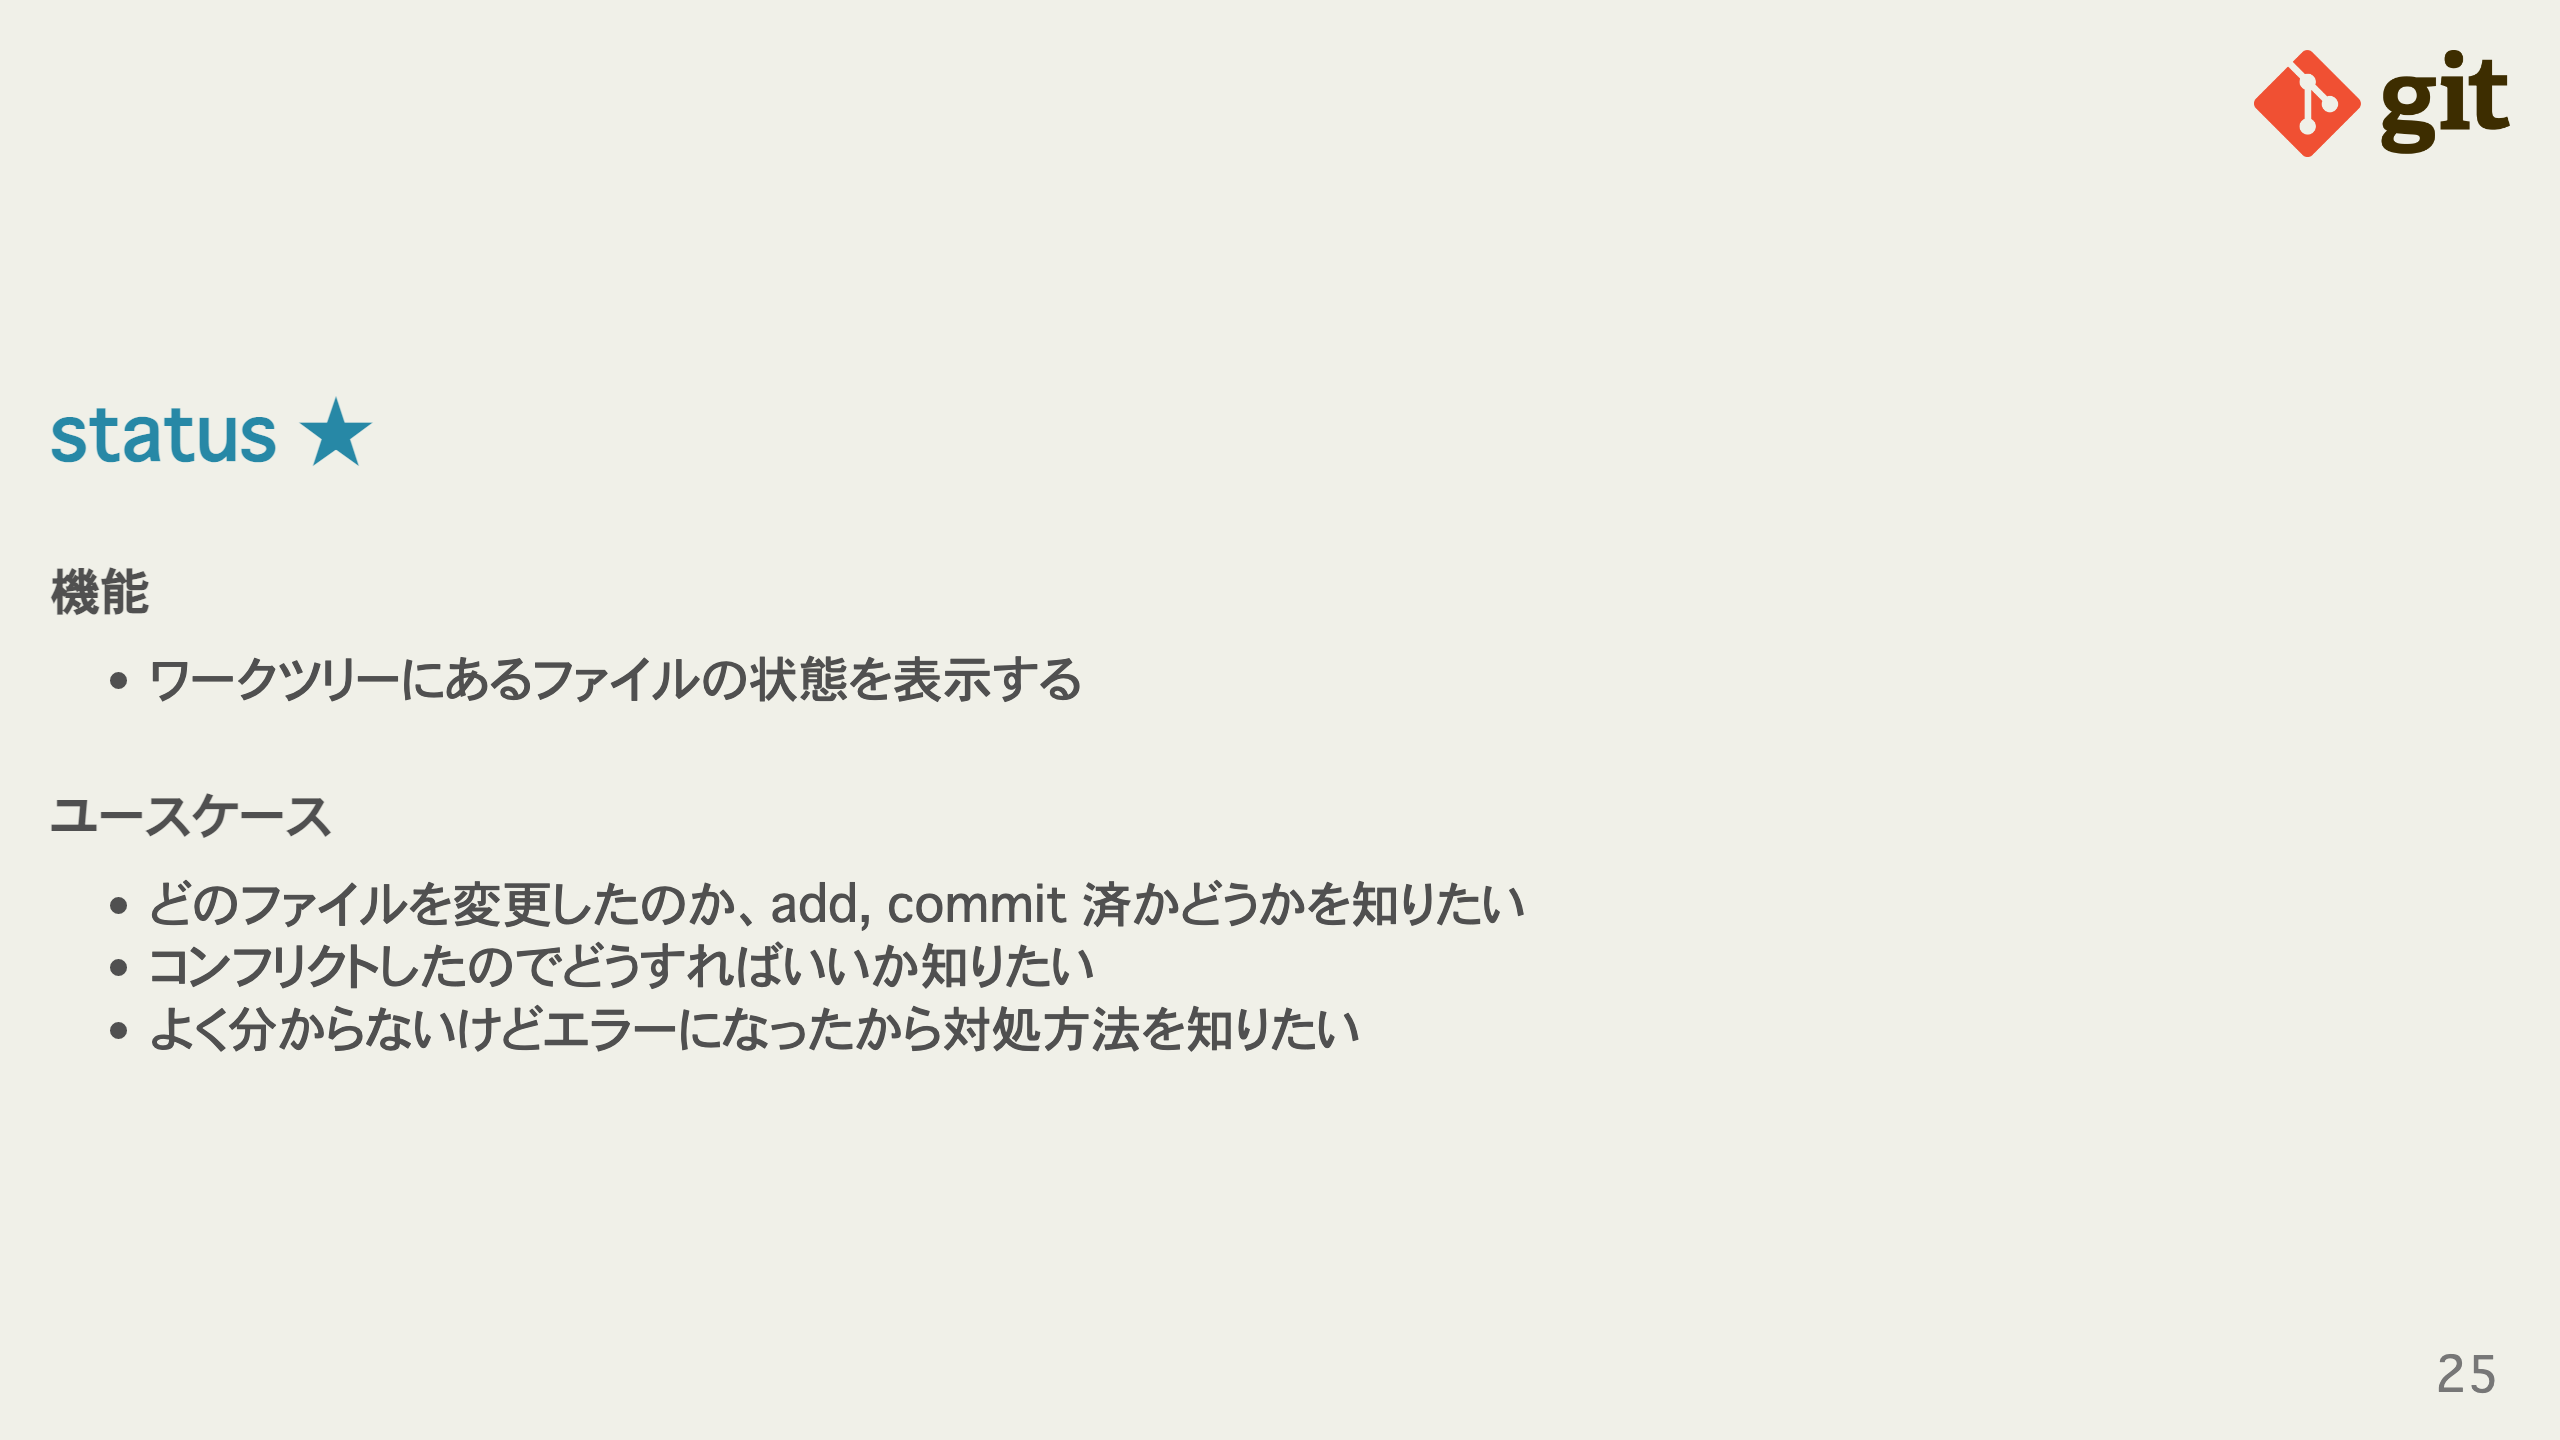 git
status ★
機能
• ワークツリーにあるファイルの状態を表示する
ユースケース
• どのファイルを変更したのか、add, commit 済かどうかを知りたい
• コンフリクトしたのでどうすればいいか知りたい
• よく分からないけどエラーになったから対処方法を知りたい
25